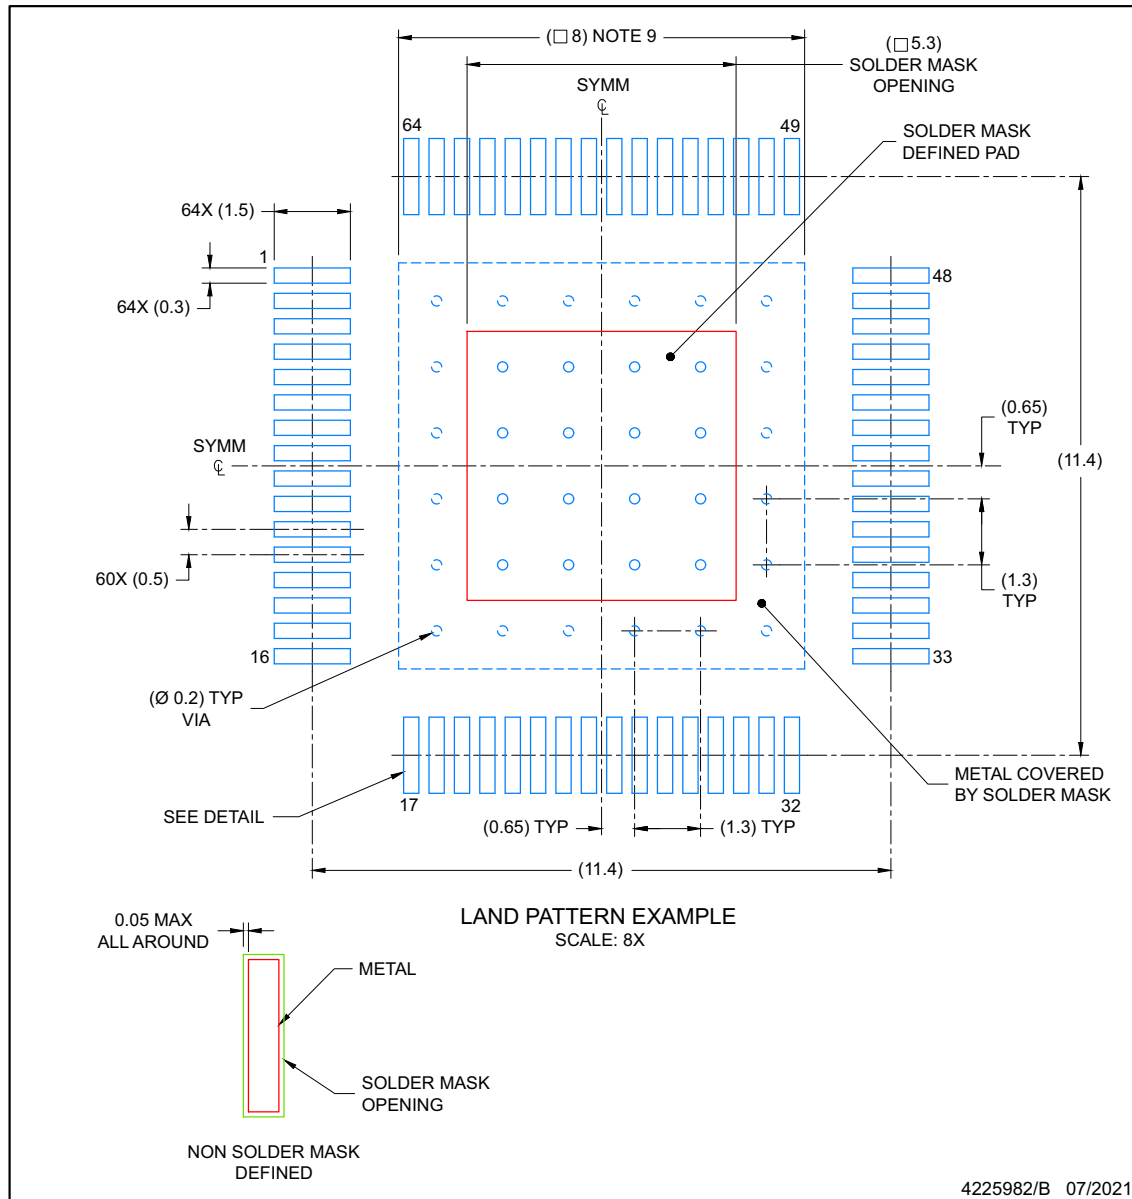 (□ 8) NOTE 9
(□ 5.3)
SOLDER MASK
OPENING
SYMM
℄
64
49
SOLDER MASK
DEFINED PAD
64X (1.5)
1
48
64X (0.3)
(0.65)
TYP
SYMM
℄
(11.4)
60X (0.5)
(1.3)
TYP
16
33
(Ø 0.2) TYP
VIA
METAL COVERED
BY SOLDER MASK
17
32
SEE DETAIL
(0.65) TYP
(1.3) TYP
(11.4)
LAND PATTERN EXAMPLE
SCALE: 8X
0.05 MAX
ALL AROUND
METAL
SOLDER MASK
OPENING
NON SOLDER MASK
DEFINED
4225982/B 07/2021